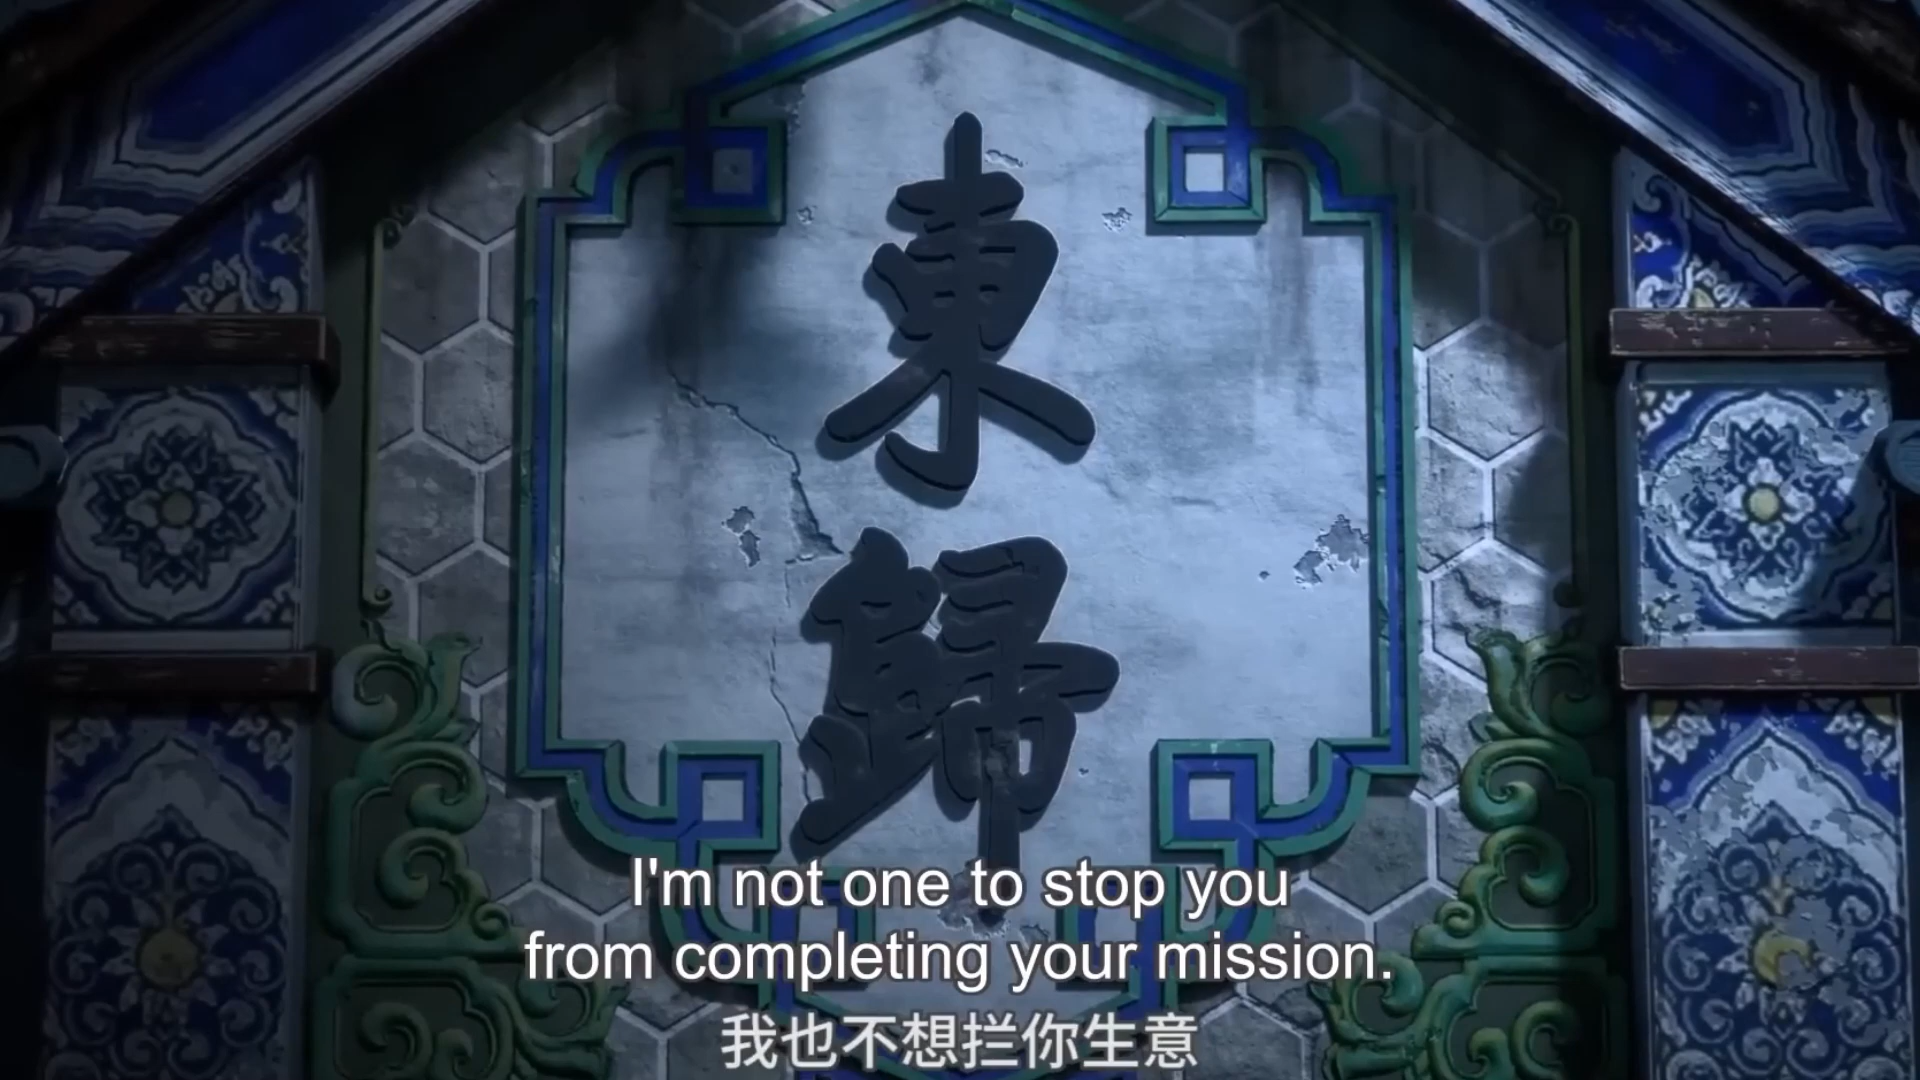 東
歸
I'm not one to stop you
from completing your mission.
我也不想拦你生意